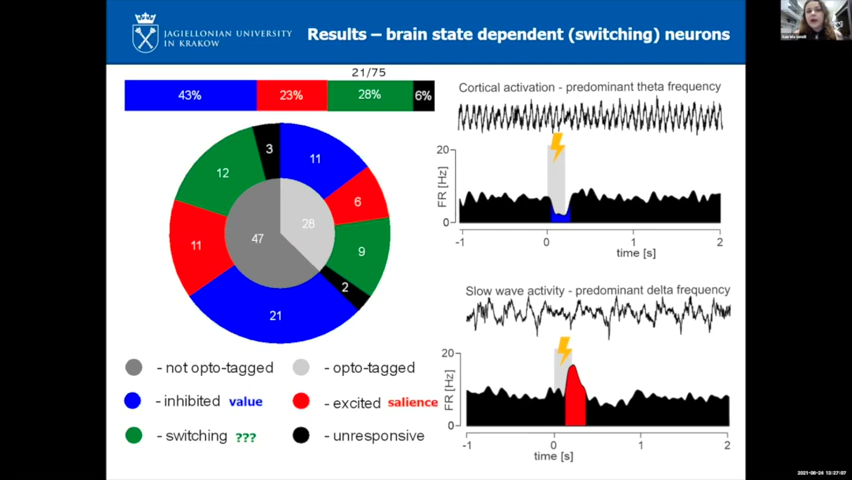 JAGIELLONIAN UNIVERSITY
IN KRAKOW
Results – brain state dependent (switching) neurons
21/75
43%
23%
28%
6%
3
11
12
6
28
47
11
9
2
21
- not opto-tagged
- opto-tagged
- inhibited value
- excited salience
- switching ???
- unresponsive
Cortical activation - predominant theta frequency
20
10
0
FR [Hz]
-1
0
1
2
time [s]
Slow wave activity - predominant delta frequency
20
0
FR [Hz]
-1
0
1
2
time [s]
2021-08-24 13:27:07